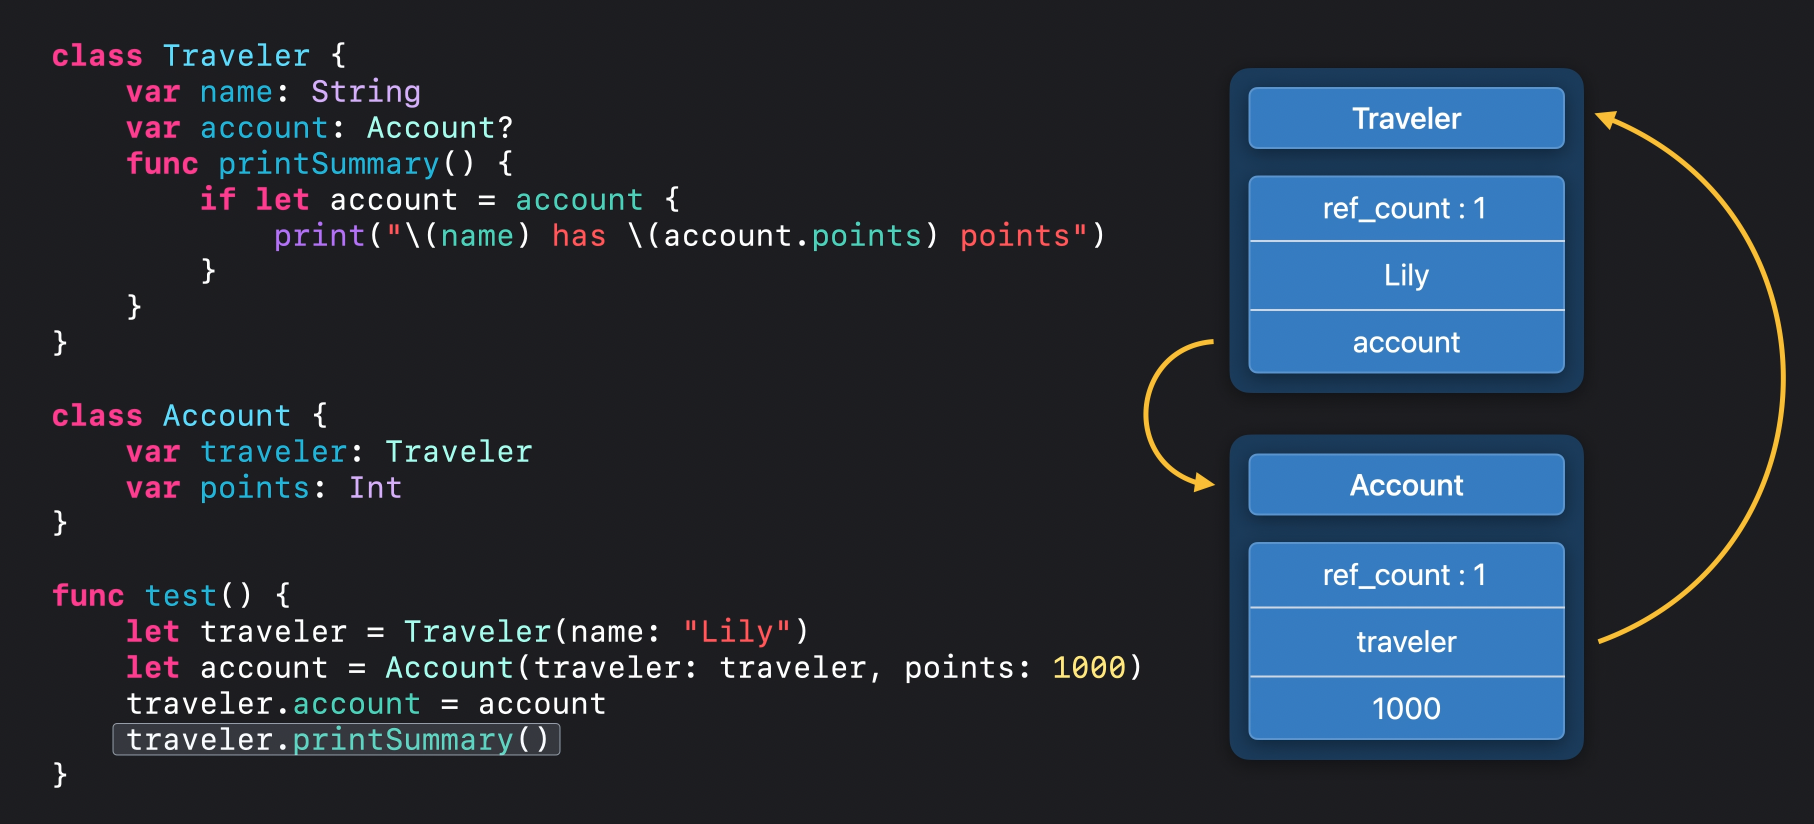 class Traveler {
    var name: String
    var account: Account?
    func printSummary() {
        if let account = account {
            print("\(name) has \(account.points) points")
        }
    }
}
class Account {
    var traveler: Traveler
    var points: Int
}
func test() {
    let traveler = Traveler(name: "Lily")
    let account = Account(traveler: traveler, points: 1000)
    traveler.account = account
    traveler.printSummary()
}
Traveler
ref_count : 1
Lily
account
Account
ref_count : 1
traveler
1000